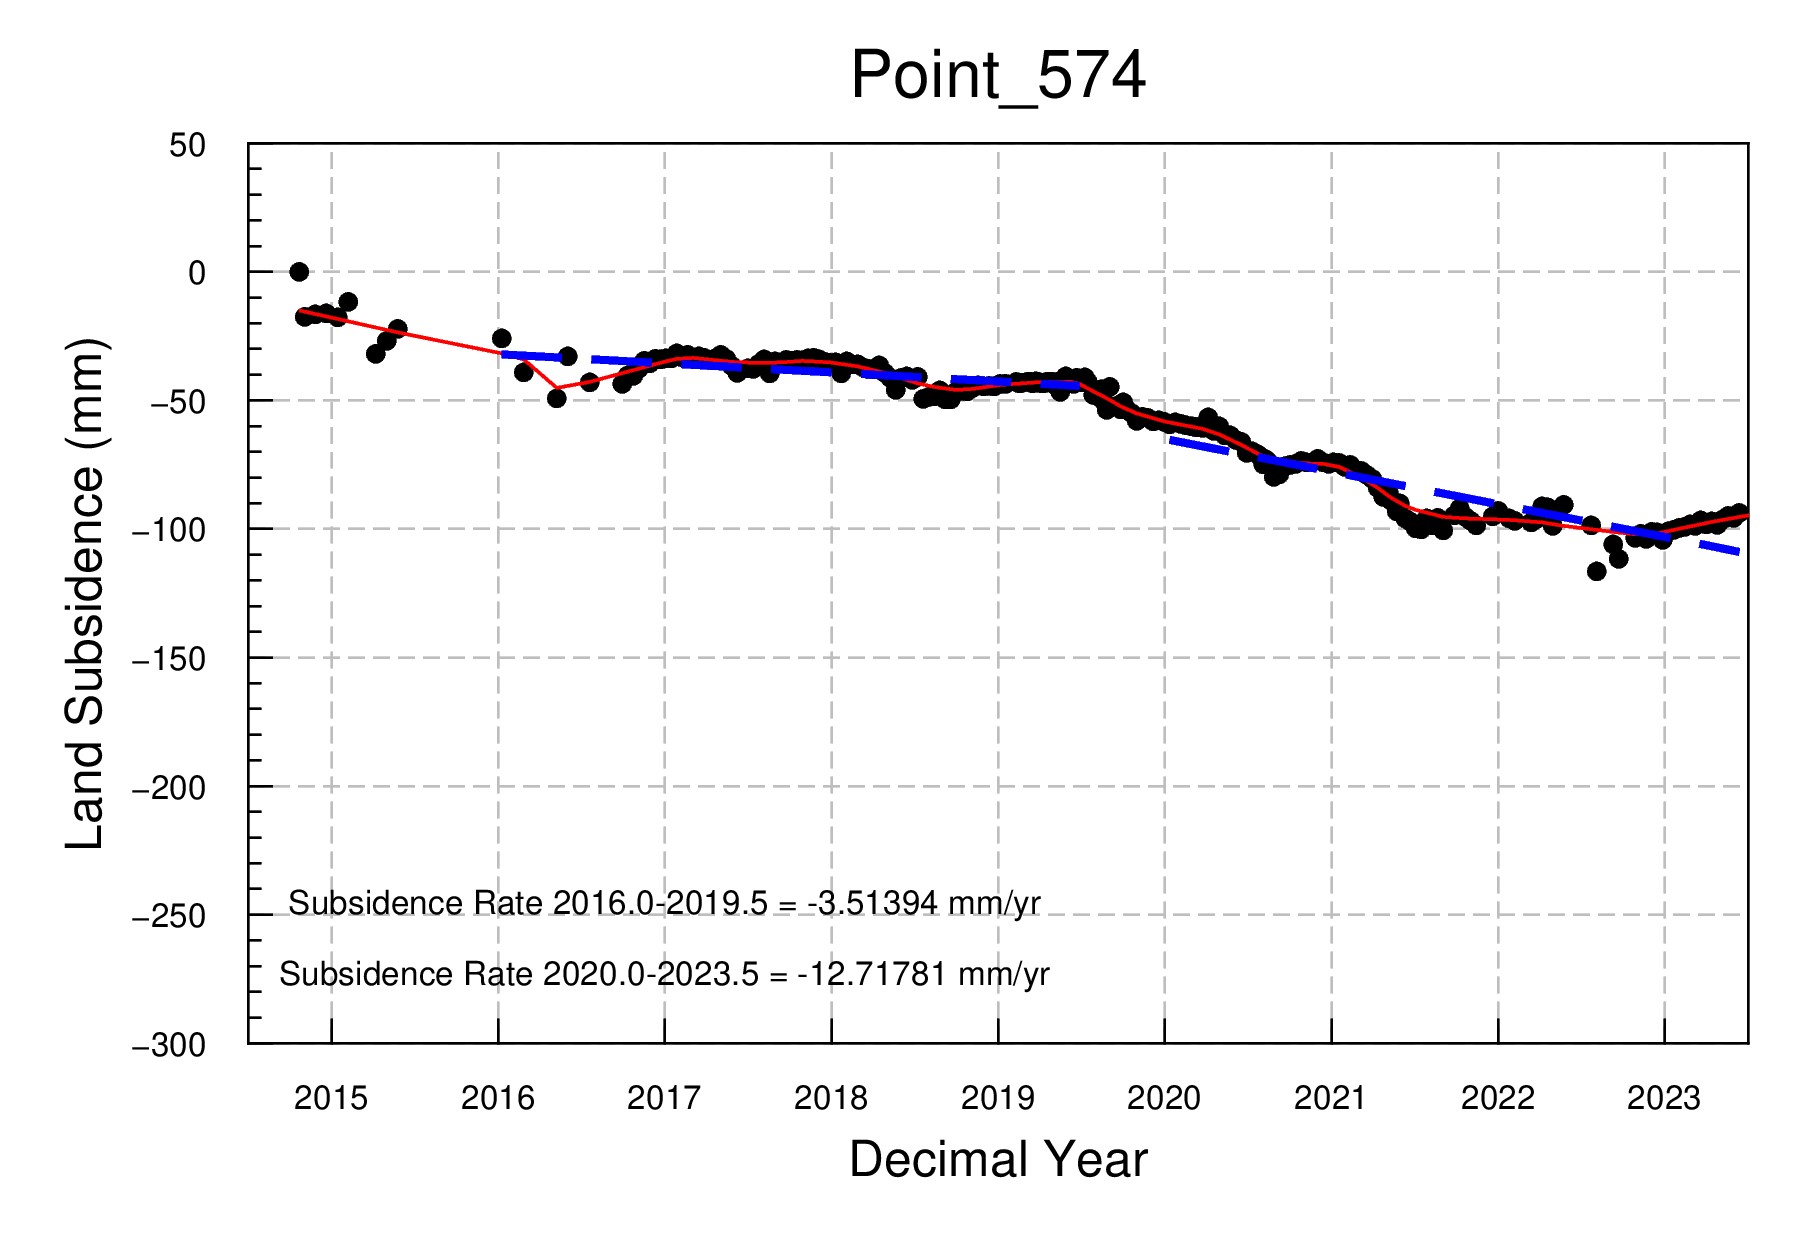 Point_574
50
0
−50
−100
−150
−200
−250
−300
Land Subsidence (mm)
Subsidence Rate 2016.0-2019.5 = -3.51394 mm/yr
Subsidence Rate 2020.0-2023.5 = -12.71781 mm/yr
2015 2016 2017 2018 2019 2020 2021 2022 2023
Decimal Year